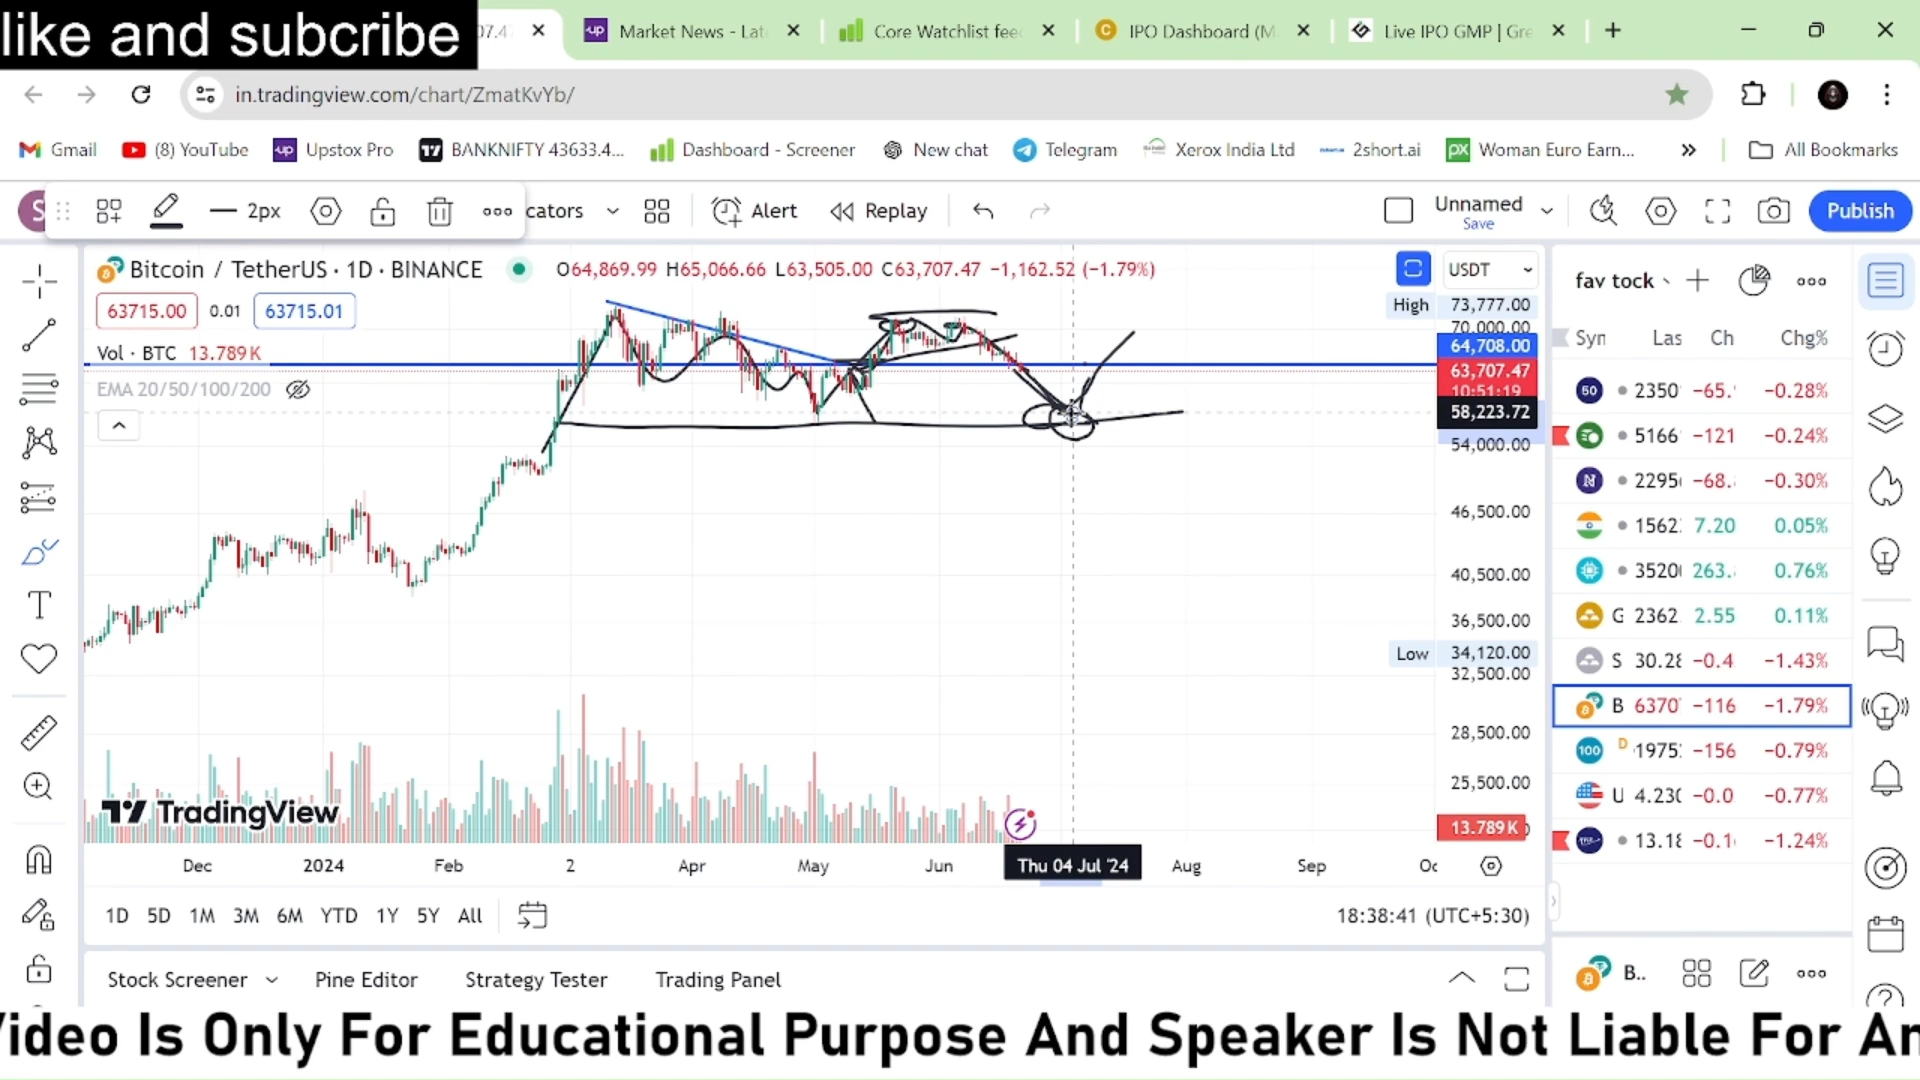 like and subcribe
07.47
Market News - Lat
Core Watchlist fee
IPO Dashboard (M
Live IPO GMP | Gre
in.tradingview.com/chart/ZmatKvYb/
Gmail
(8) YouTube
Upstox Pro
BANKNIFTY 43633.4...
Dashboard - Screener
New chat
Telegram
Xerox India Ltd
2short.ai
Woman Euro Earn...
All Bookmarks
S
2px
cators
Alert
Replay
Unnamed
Save
Publish
Bitcoin / TetherUS · 1D · BINANCE
O64,869.99 H65,066.66 L63,505.00 C63,707.47 −1,162.52 (−1.79%)
USDT
63715.00
0.01
63715.01
Vol · BTC 13.789 K
EMA 20/50/100/200
High 73,777.00
70,000.00
64,708.00
63,707.47
10:51:19
58,223.72
54,000.00
46,500.00
40,500.00
36,500.00
Low 34,120.00
32,500.00
28,500.00
25,500.00
13.789 K
TradingView
Dec 2024 Feb 2 Apr May Jun Thu 04 Jul '24 Aug Sep Oc
1D 5D 1M 3M 6M YTD 1Y 5Y All
18:38:41 (UTC+5:30)
fav tock
Syn Las Ch Chg%
50 2350 −65. −0.28%
5166 −121 −0.24%
N 2295 −68. −0.30%
1562 7.20 0.05%
3520 263. 0.76%
G 2362 2.55 0.11%
S 30.28 −0.4 −1.43%
B 6370 −116 −1.79%
100 D 1975 −156 −0.79%
U 4.230 −0.0 −0.77%
13.18 −0.1 −1.24%
B..
Stock Screener
Pine Editor
Strategy Tester
Trading Panel
Video Is Only For Educational Purpose And Speaker Is Not Liable For An